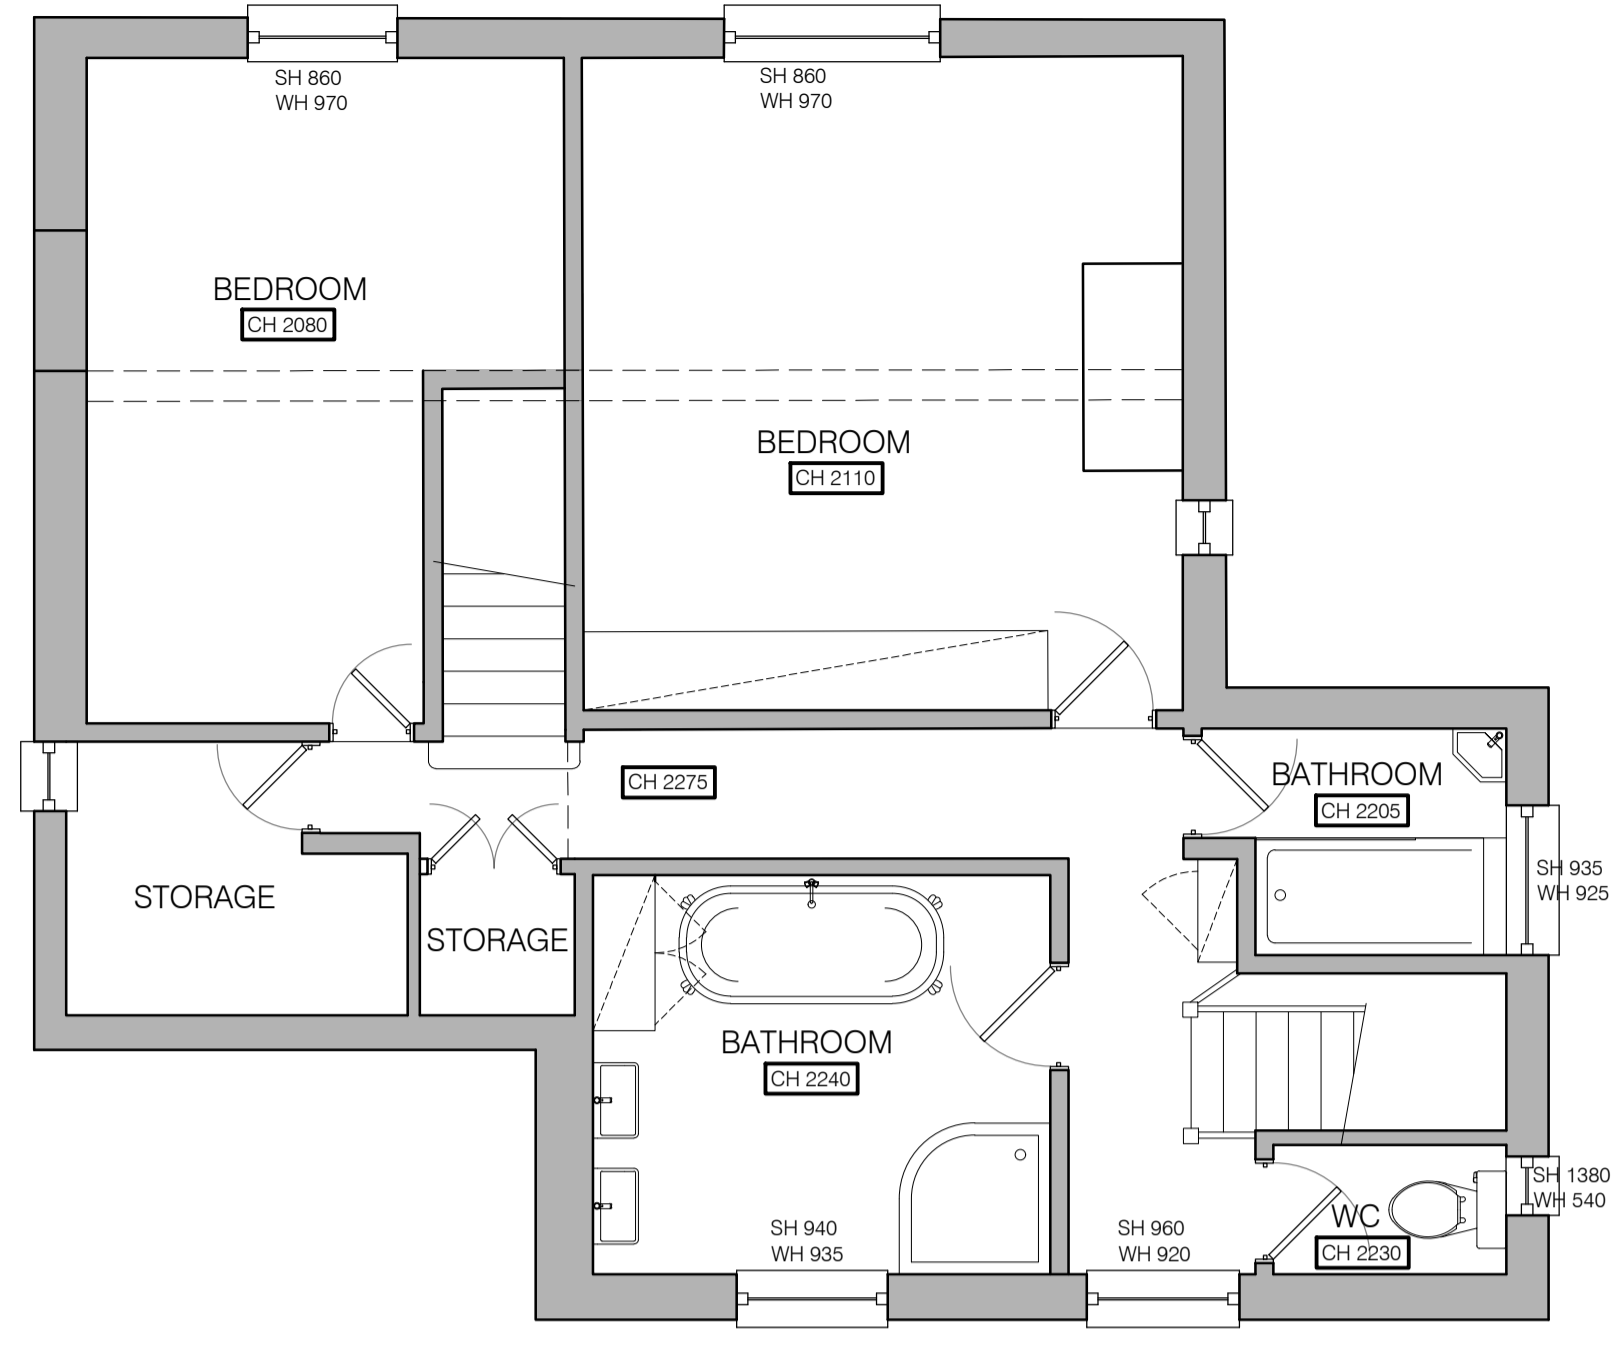 SH 860
WH 970
SH 860
WH 970
BEDROOM
CH 2080
BEDROOM
CH 2110
CH 2275
BATHROOM
CH 2205
SH 935
WH 925
STORAGE
STORAGE
BATHROOM
CH 2240
SH 940
WH 935
SH 960
WH 920
WC
CH 2230
SH 1380
WH 540